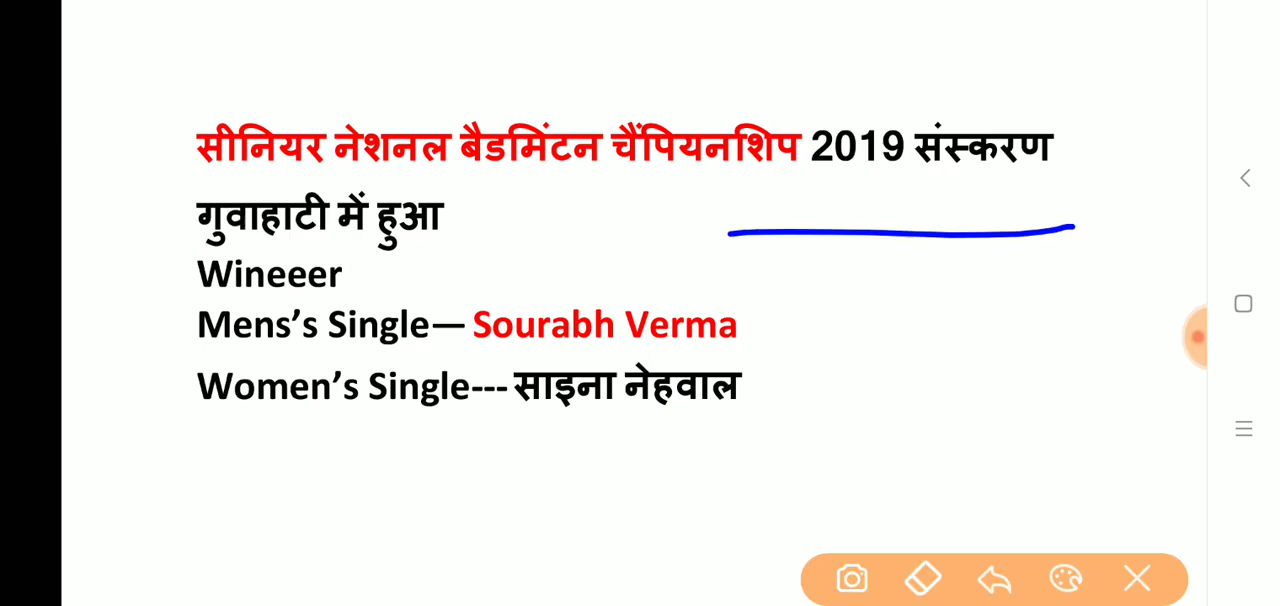 सीनियर नेशनल बैडमिंटन चैंपियनशिप 2019 संस्करण
गुवाहाटी में हुआ
Wineeer
Mens’s Single— Sourabh Verma
Women’s Single--- साइना नेहवाल